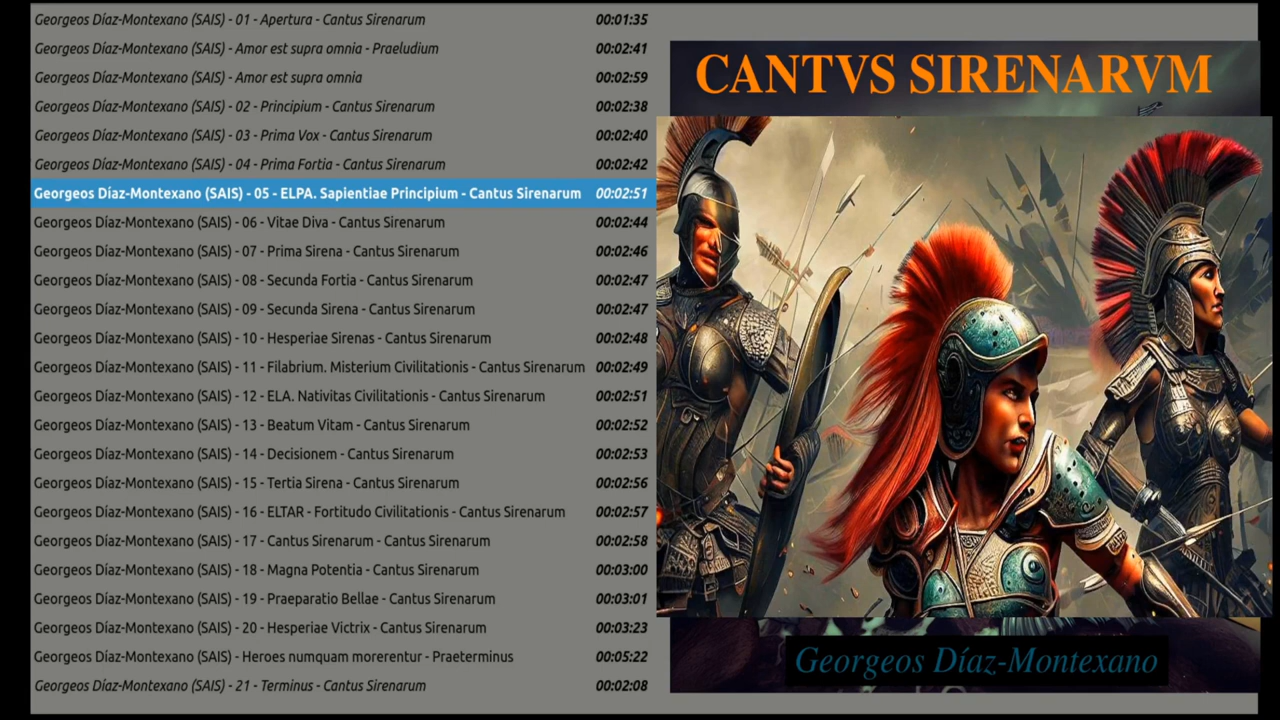 Georgeos Díaz-Montexano (SAIS) - 01 - Apertura - Cantus Sirenarum 00:01:35
Georgeos Díaz-Montexano (SAIS) - Amor est supra omnia - Praeludium 00:02:41
Georgeos Díaz-Montexano (SAIS) - Amor est supra omnia 00:02:59
Georgeos Díaz-Montexano (SAIS) - 02 - Principium - Cantus Sirenarum 00:02:38
Georgeos Díaz-Montexano (SAIS) - 03 - Prima Vox - Cantus Sirenarum 00:02:40
Georgeos Díaz-Montexano (SAIS) - 04 - Prima Fortia - Cantus Sirenarum 00:02:42
Georgeos Díaz-Montexano (SAIS) - 05 - ELPA. Sapientiae Principium - Cantus Sirenarum 00:02:51
Georgeos Díaz-Montexano (SAIS) - 06 - Vitae Diva - Cantus Sirenarum 00:02:44
Georgeos Díaz-Montexano (SAIS) - 07 - Prima Sirena - Cantus Sirenarum 00:02:46
Georgeos Díaz-Montexano (SAIS) - 08 - Secunda Fortia - Cantus Sirenarum 00:02:47
Georgeos Díaz-Montexano (SAIS) - 09 - Secunda Sirena - Cantus Sirenarum 00:02:47
Georgeos Díaz-Montexano (SAIS) - 10 - Hesperiae Sirenas - Cantus Sirenarum 00:02:48
Georgeos Díaz-Montexano (SAIS) - 11 - Filabrium. Misterium Civilitationis - Cantus Sirenarum 00:02:49
Georgeos Díaz-Montexano (SAIS) - 12 - ELA. Nativitas Civilitationis - Cantus Sirenarum 00:02:51
Georgeos Díaz-Montexano (SAIS) - 13 - Beatum Vitam - Cantus Sirenarum 00:02:52
Georgeos Díaz-Montexano (SAIS) - 14 - Decisionem - Cantus Sirenarum 00:02:53
Georgeos Díaz-Montexano (SAIS) - 15 - Tertia Sirena - Cantus Sirenarum 00:02:56
Georgeos Díaz-Montexano (SAIS) - 16 - ELTAR - Fortitudo Civilitationis - Cantus Sirenarum 00:02:57
Georgeos Díaz-Montexano (SAIS) - 17 - Cantus Sirenarum - Cantus Sirenarum 00:02:58
Georgeos Díaz-Montexano (SAIS) - 18 - Magna Potentia - Cantus Sirenarum 00:03:00
Georgeos Díaz-Montexano (SAIS) - 19 - Praeparatio Bellae - Cantus Sirenarum 00:03:01
Georgeos Díaz-Montexano (SAIS) - 20 - Hesperiae Victrix - Cantus Sirenarum 00:03:23
Georgeos Díaz-Montexano (SAIS) - Heroes numquam morerentur - Praeterminus 00:05:22
Georgeos Díaz-Montexano (SAIS) - 21 - Terminus - Cantus Sirenarum 00:02:08
CANTVS SIRENARVM
Georgeos Díaz-Montexano